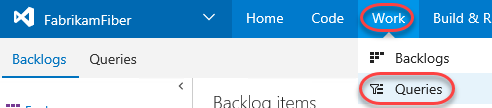 FabrikamFiber Home Code Work Build & R
Backlogs Queries
Backlogs
Queries
Backlog items